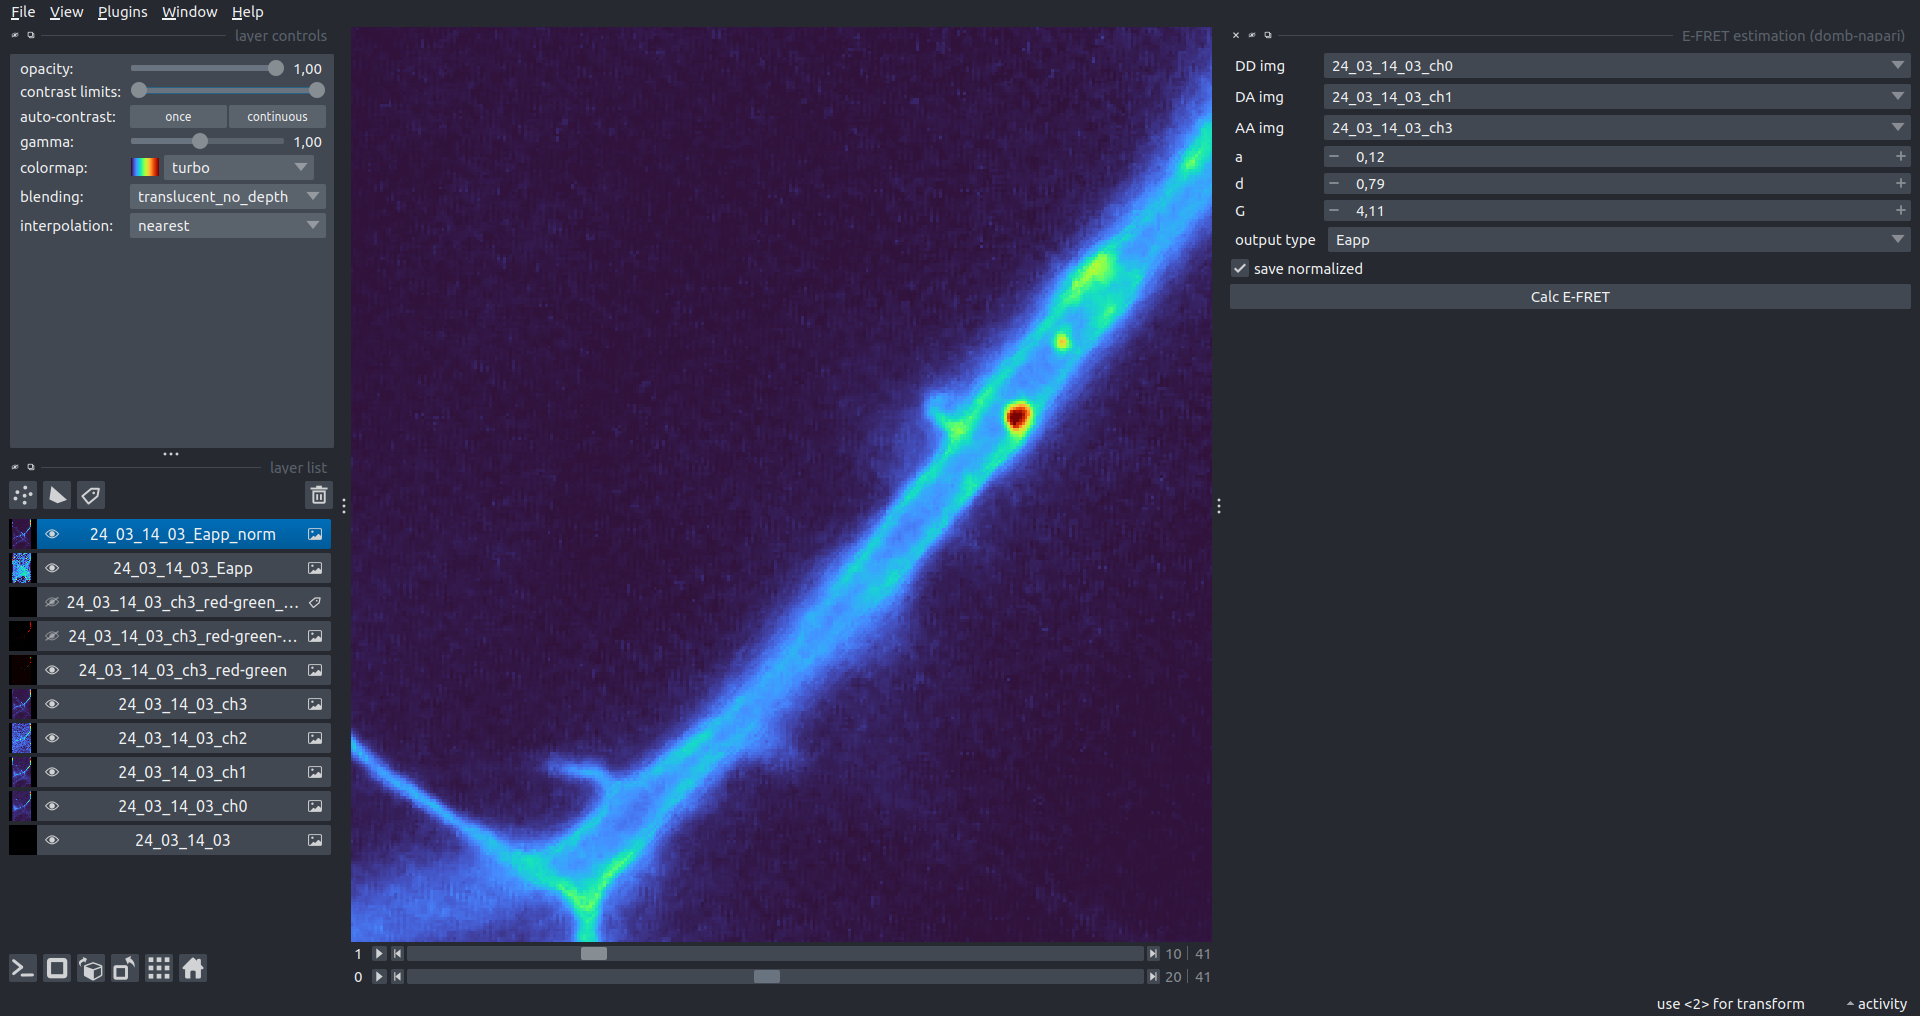 File View Plugins Window Help
layer controls
opacity: 1,00
contrast limits:
auto-contrast: once continuous
gamma: 1,00
colormap: turbo
blending: translucent_no_depth
interpolation: nearest
layer list
24_03_14_03_Eapp_norm
24_03_14_03_Eapp
24_03_14_03_ch3_red-green_...
24_03_14_03_ch3_red-green-...
24_03_14_03_ch3_red-green
24_03_14_03_ch3
24_03_14_03_ch2
24_03_14_03_ch1
24_03_14_03_ch0
24_03_14_03
1 10 41
0 20 41
E-FRET estimation (domb-napari)
DD img 24_03_14_03_ch0
DA img 24_03_14_03_ch1
AA img 24_03_14_03_ch3
a 0,12
d 0,79
G 4,11
output type Eapp
save normalized
Calc E-FRET
use <2> for transform activity